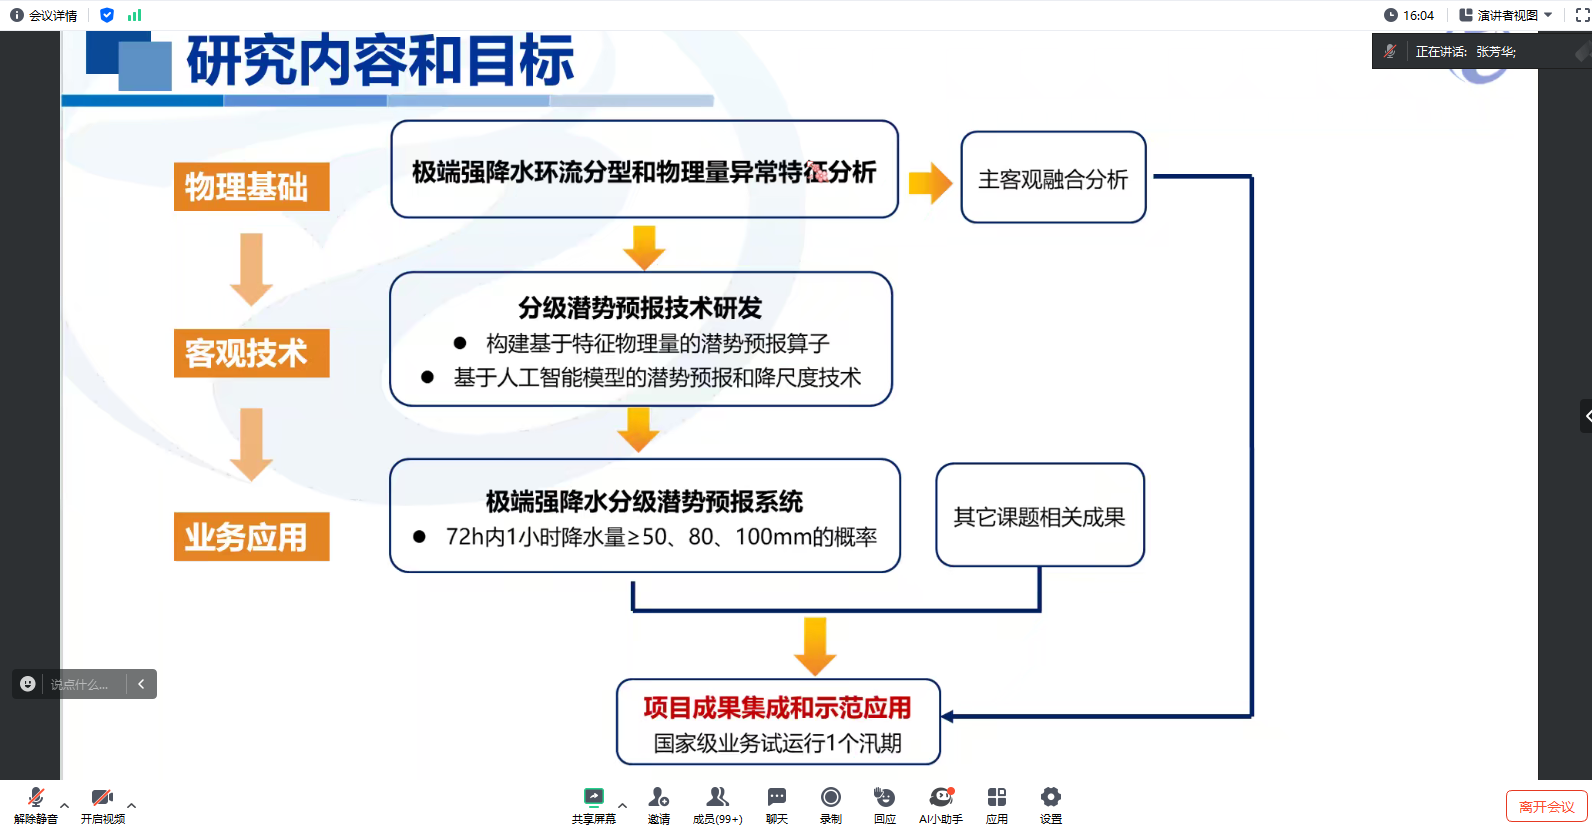 会议详情
16:04
演讲者视图
正在讲话: 张芳华;
研究内容和目标
物理基础
极端强降水环流分型和物理量异常特征分析
主客观融合分析
客观技术
分级潜势预报技术研发
● 构建基于特征物理量的潜势预报算子
● 基于人工智能模型的潜势预报和降尺度技术
业务应用
极端强降水分级潜势预报系统
● 72h内1小时降水量≥50、80、100mm的概率
其它课题相关成果
项目成果集成和示范应用
国家级业务试运行1个汛期
说点什么...
解除静音
开启视频
共享屏幕
邀请
成员(99+)
聊天
录制
回应
AI小助手
应用
设置
离开会议